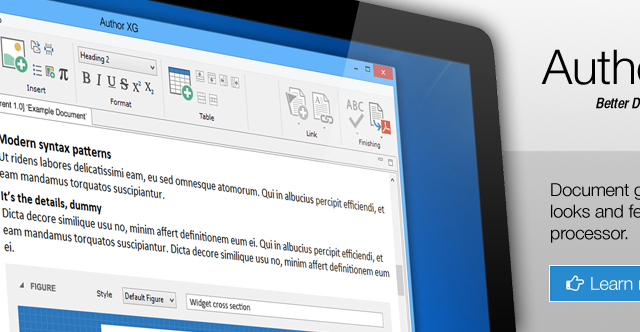 Author XG
Heading 2
B I U S X² X₂
π
ABC
Insert
Format
Table
Link
Finishing
rent 1.0] 'Example Document'
Modern syntax patterns
Ut ridens labores delicatissimi eam, eu sed omnesque atomorum. Qui in albucius percipit efficiendi, et
eam mandamus torquatos suscipiantur.
It's the details, dummy
Dicta decore similique usu no, minim affert definitionem eum ei. Qui in albucius percipit efficiendi, et
eam mandamus torquatos suscipiantur. Dicta decore similique usu no, minim affert definitionem eum
ei.
FIGURE
Style
Default Figure
Widget cross section
Autho
Better D
Document g
looks and fe
processor.
Learn